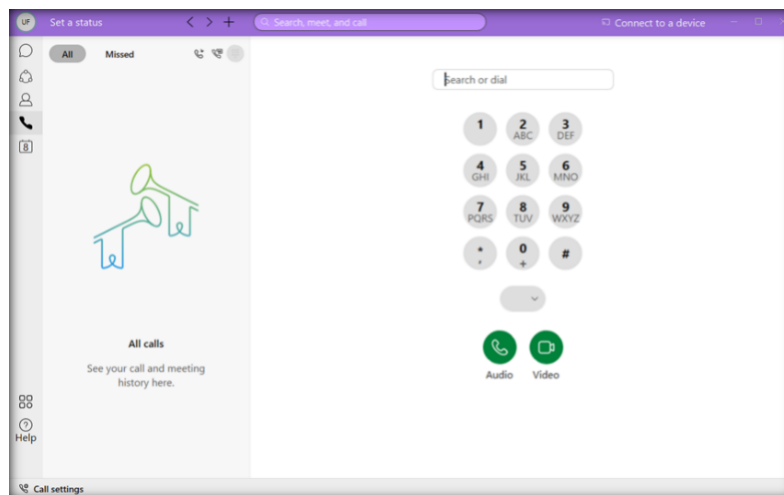 UF Set a status
Search, meet, and call
Connect to a device
All Missed
8
Help
All calls
See your call and meeting
history here.
Search or dial
1 2 3
ABC DEF
4 5 6
GHI JKL MNO
7 8 9
PQRS TUV WXYZ
* 0 #
, +
Audio Video
Call settings